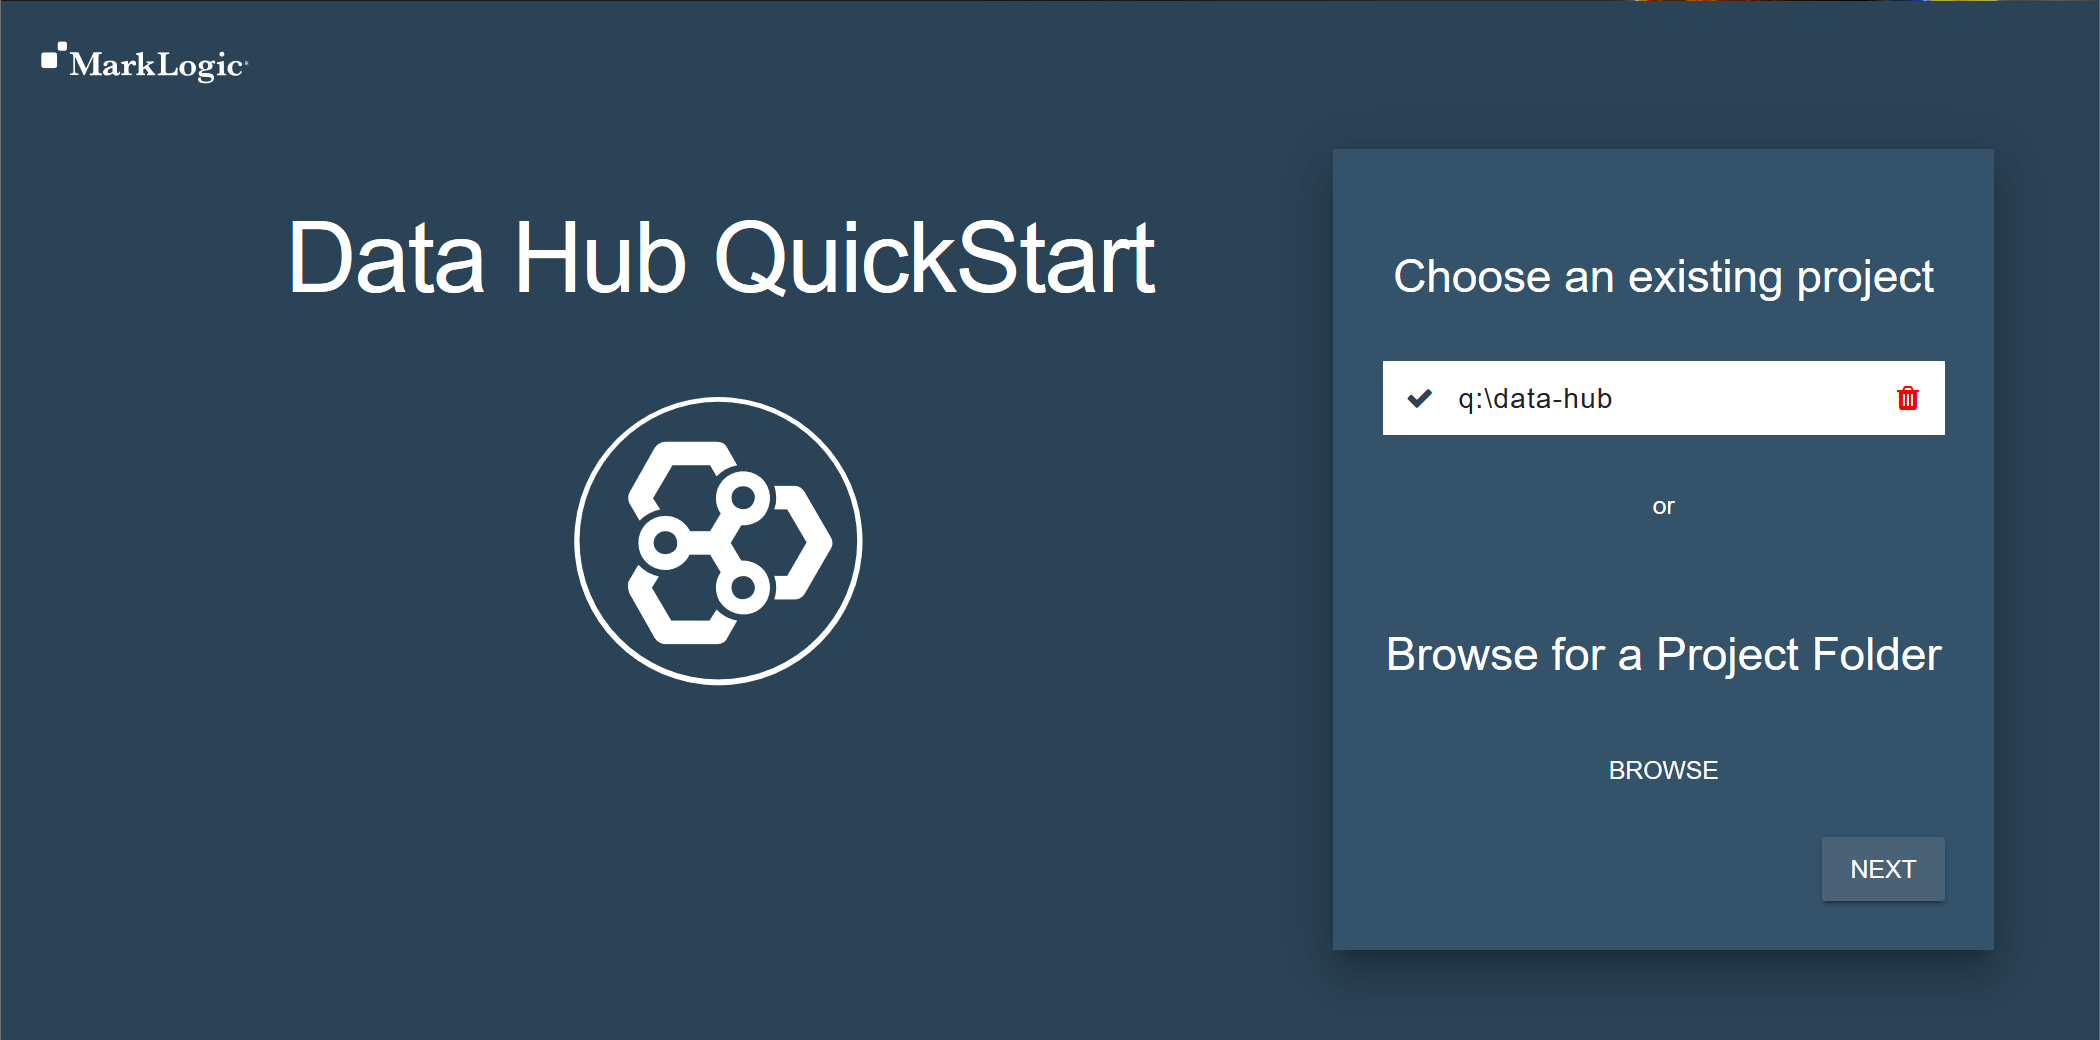 MarkLogic
Data Hub QuickStart
Choose an existing project
q:\data-hub
or
Browse for a Project Folder
BROWSE
NEXT